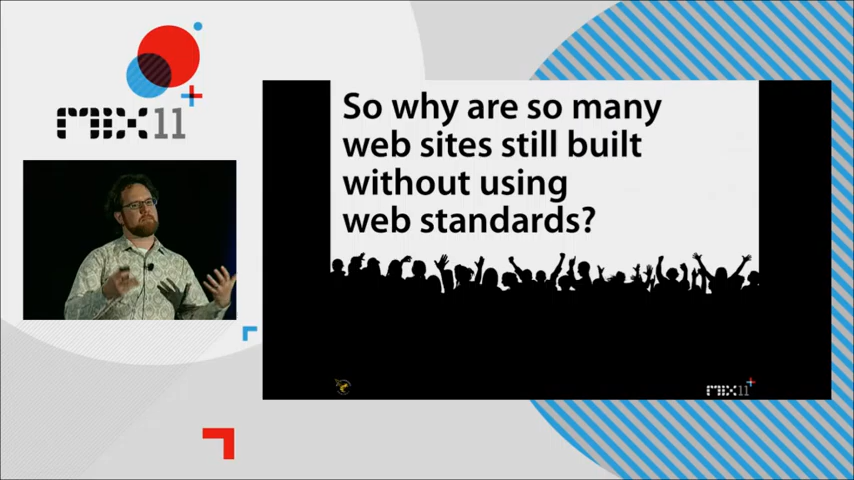 MIX11
So why are so many
web sites still built
without using
web standards?
MIX11